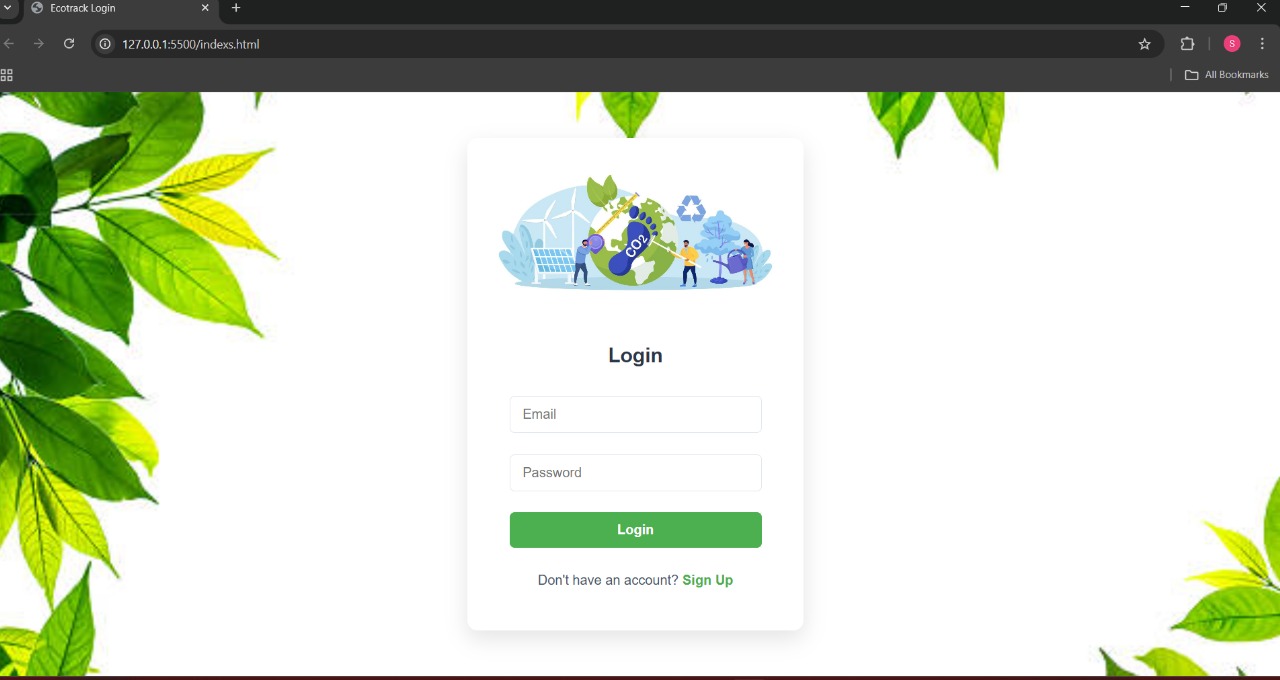 Ecotrack Login
127.0.0.1:5500/indexs.html
S
All Bookmarks
CO2
Login
Email
Password
Login
Don't have an account? Sign Up